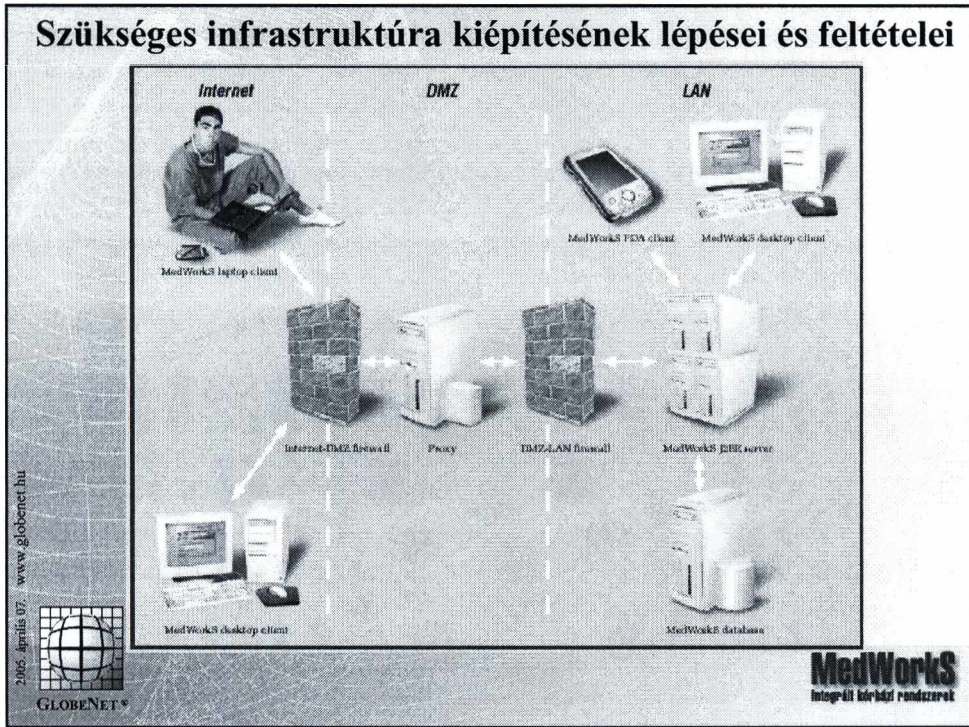 Szükséges infrastruktúra kiépítésének lépései és feltételei
Internet
DMZ
LAN
MedWorkS laptop client
MedWorkS PDA client
MedWorkS desktop client
Internet-DMZ firewall
Proxy
DMZ-LAN firewall
MedWorkS J2EE server
MedWorkS desktop client
MedWorkS database
2005. április 07. www.globenet.hu
GLOBENET ®
MedWorkS
Integrált kórházi rendszerek